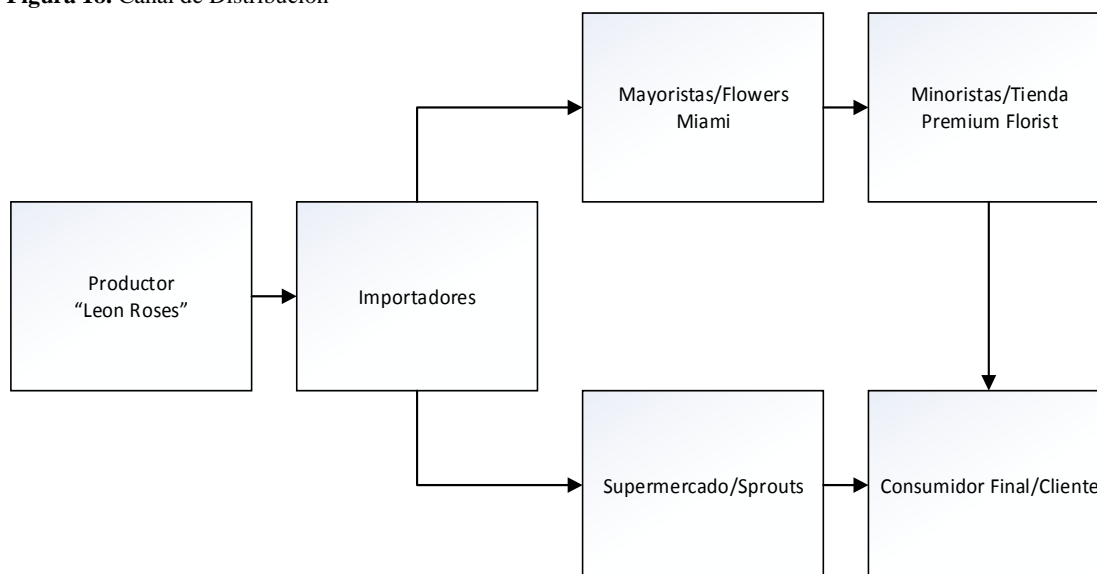 Figura 18. Canal de Distribución
Mayoristas/Flowers
Miami
Minoristas/Tienda
Premium Florist
Productor
“Leon Roses”
Importadores
Supermercado/Sprouts
Consumidor Final/Cliente